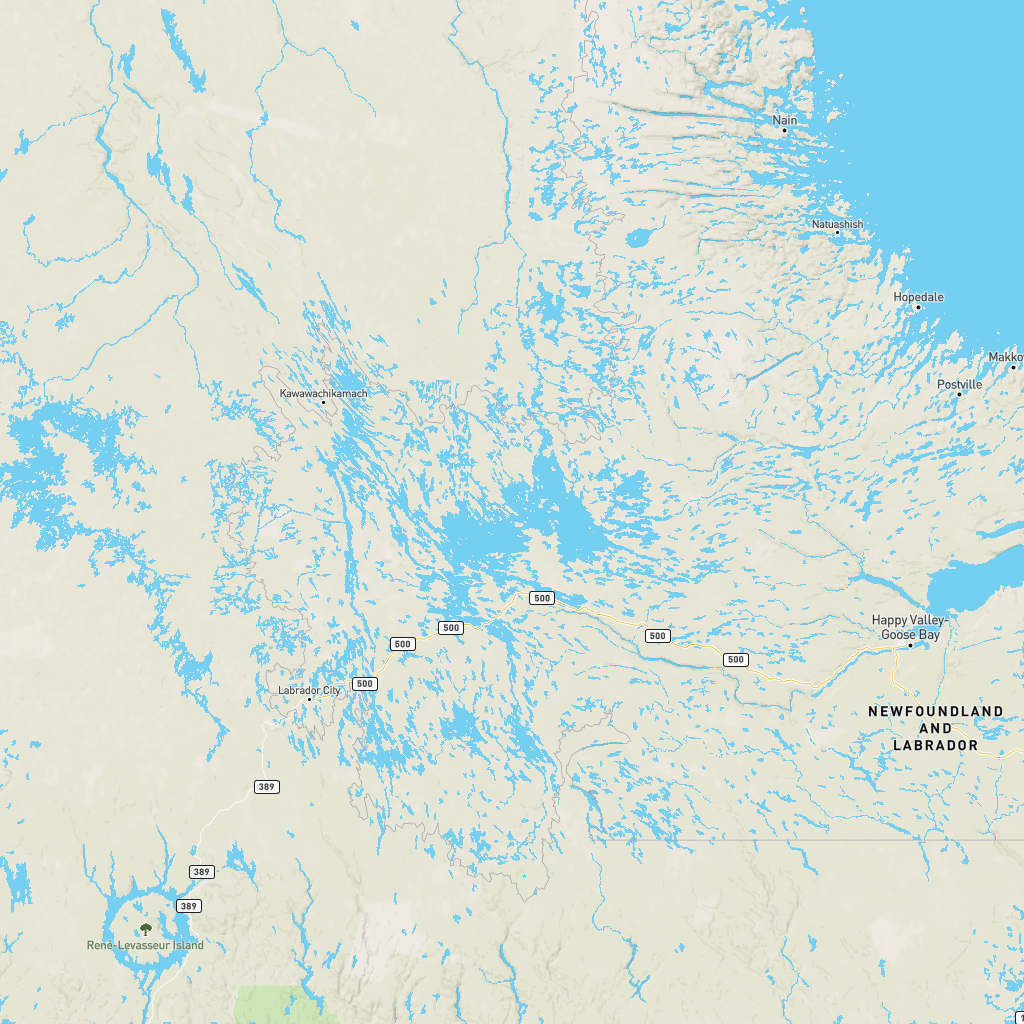 Nain
Natuashish
Hopedale
Makko
Postville
Kawawachikamach
500
500
500
500
500
500
Happy Valley-
Goose Bay
Labrador City
NEWFOUNDLAND
AND
LABRADOR
389
389
389
René-Levasseur Island